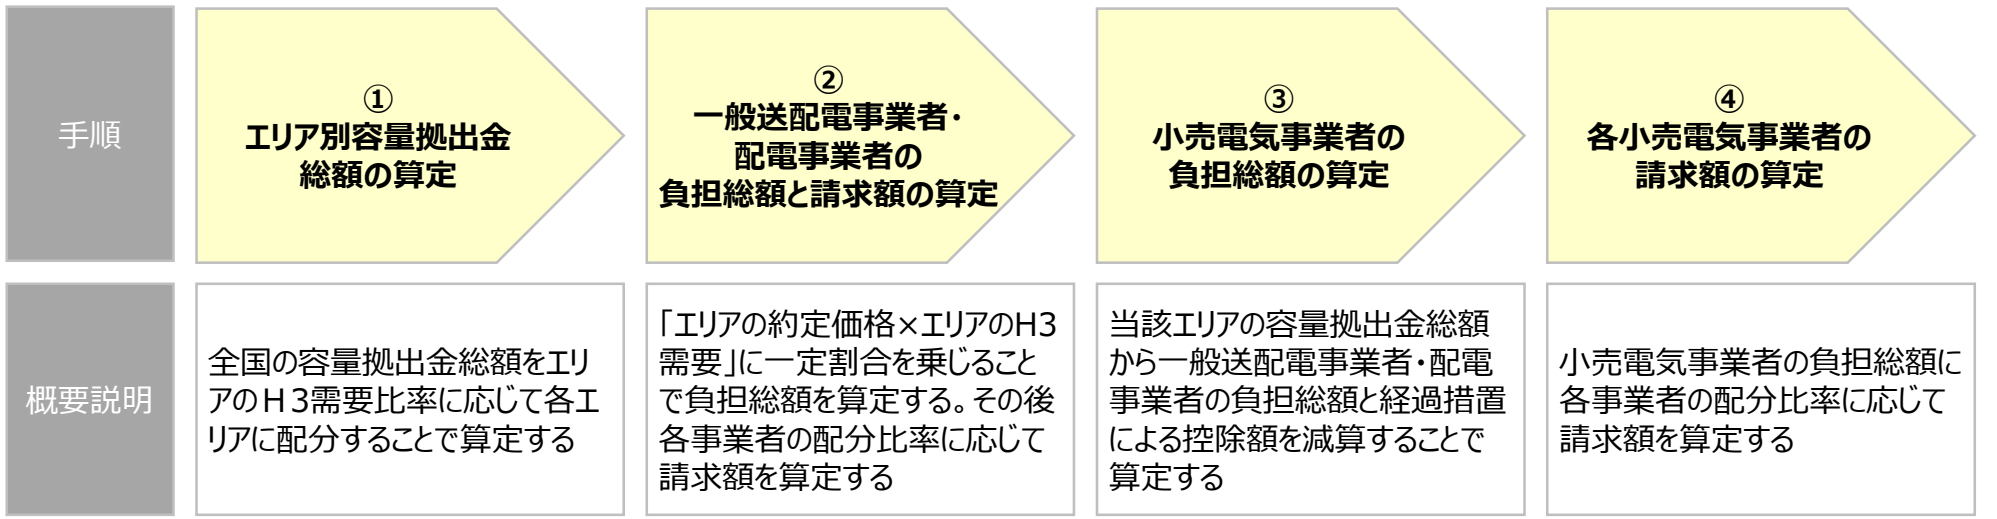 手順
①
エリア別容量拠出金
総額の算定
②
一般送配電事業者・
配電事業者の
負担総額と請求額の算定
③
小売電気事業者の
負担総額の算定
④
各小売電気事業者の
請求額の算定
概要説明
全国の容量拠出金総額をエリ
アのＨ3需要比率に応じて各エ
リアに配分することで算定する
「エリアの約定価格×エリアのH3
需要」に一定割合を乗じること
で負担総額を算定する。その後
各事業者の配分比率に応じて
請求額を算定する
当該エリアの容量拠出金総額
から一般送配電事業者・配電
事業者の負担総額と経過措置
による控除額を減算することで
算定する
小売電気事業者の負担総額に
各事業者の配分比率に応じて
請求額を算定する